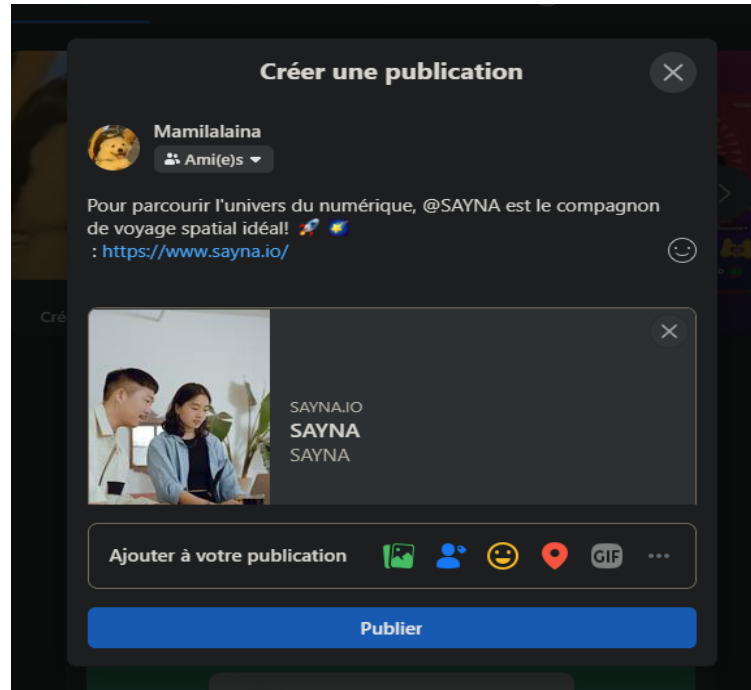 Créer une publication
Mamilalaina
Ami(e)s
Pour parcourir l'univers du numérique, @SAYNA est le compagnon
de voyage spatial idéal! 🚀 🌠
: https://www.sayna.io/
Cré
SAYNA.IO
SAYNA
SAYNA
Ajouter à votre publication
GIF
Publier